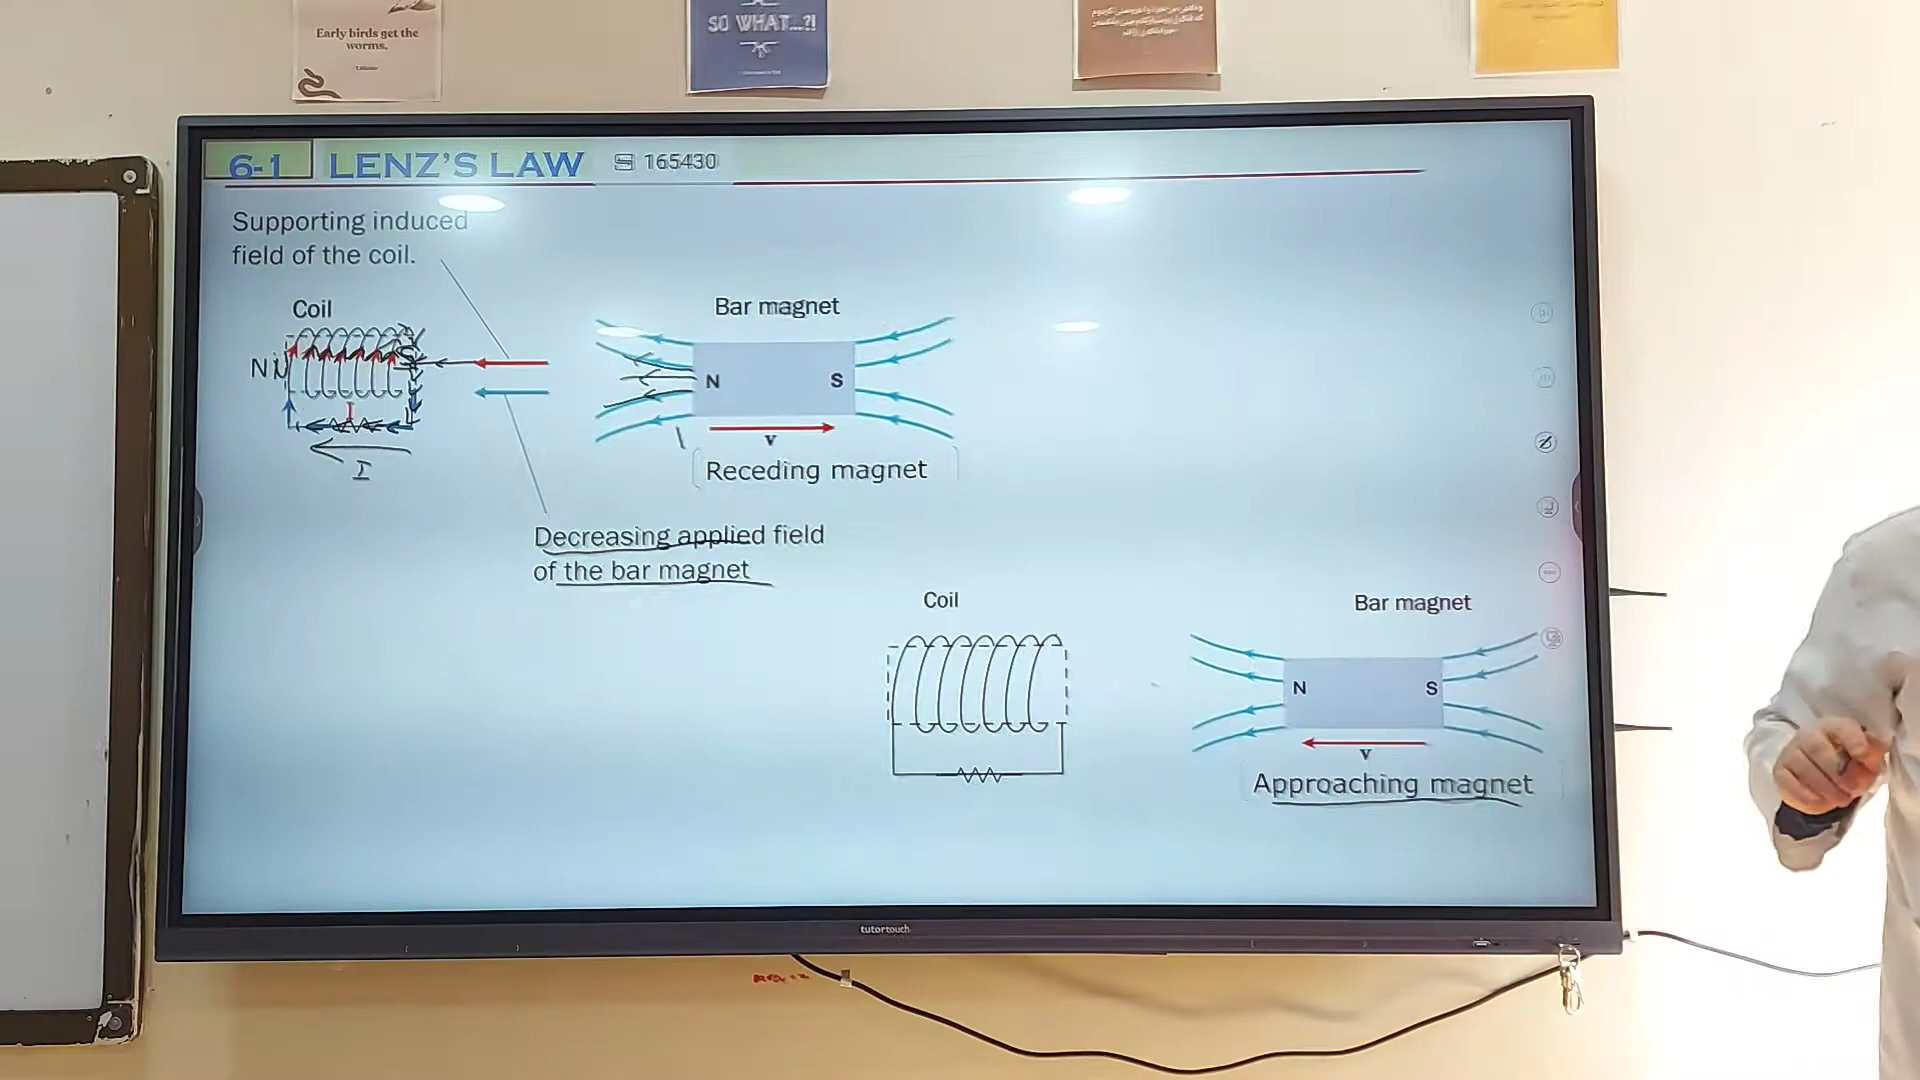 Early birds get the
worms.
SO WHAT...?!
6-1 LENZ'S LAW 165430
Supporting induced
field of the coil.
Coil
N
I
I
Bar magnet
N S
v
Receding magnet
Decreasing applied field
of the bar magnet
Coil
Bar magnet
N S
v
Approaching magnet
tutortouch